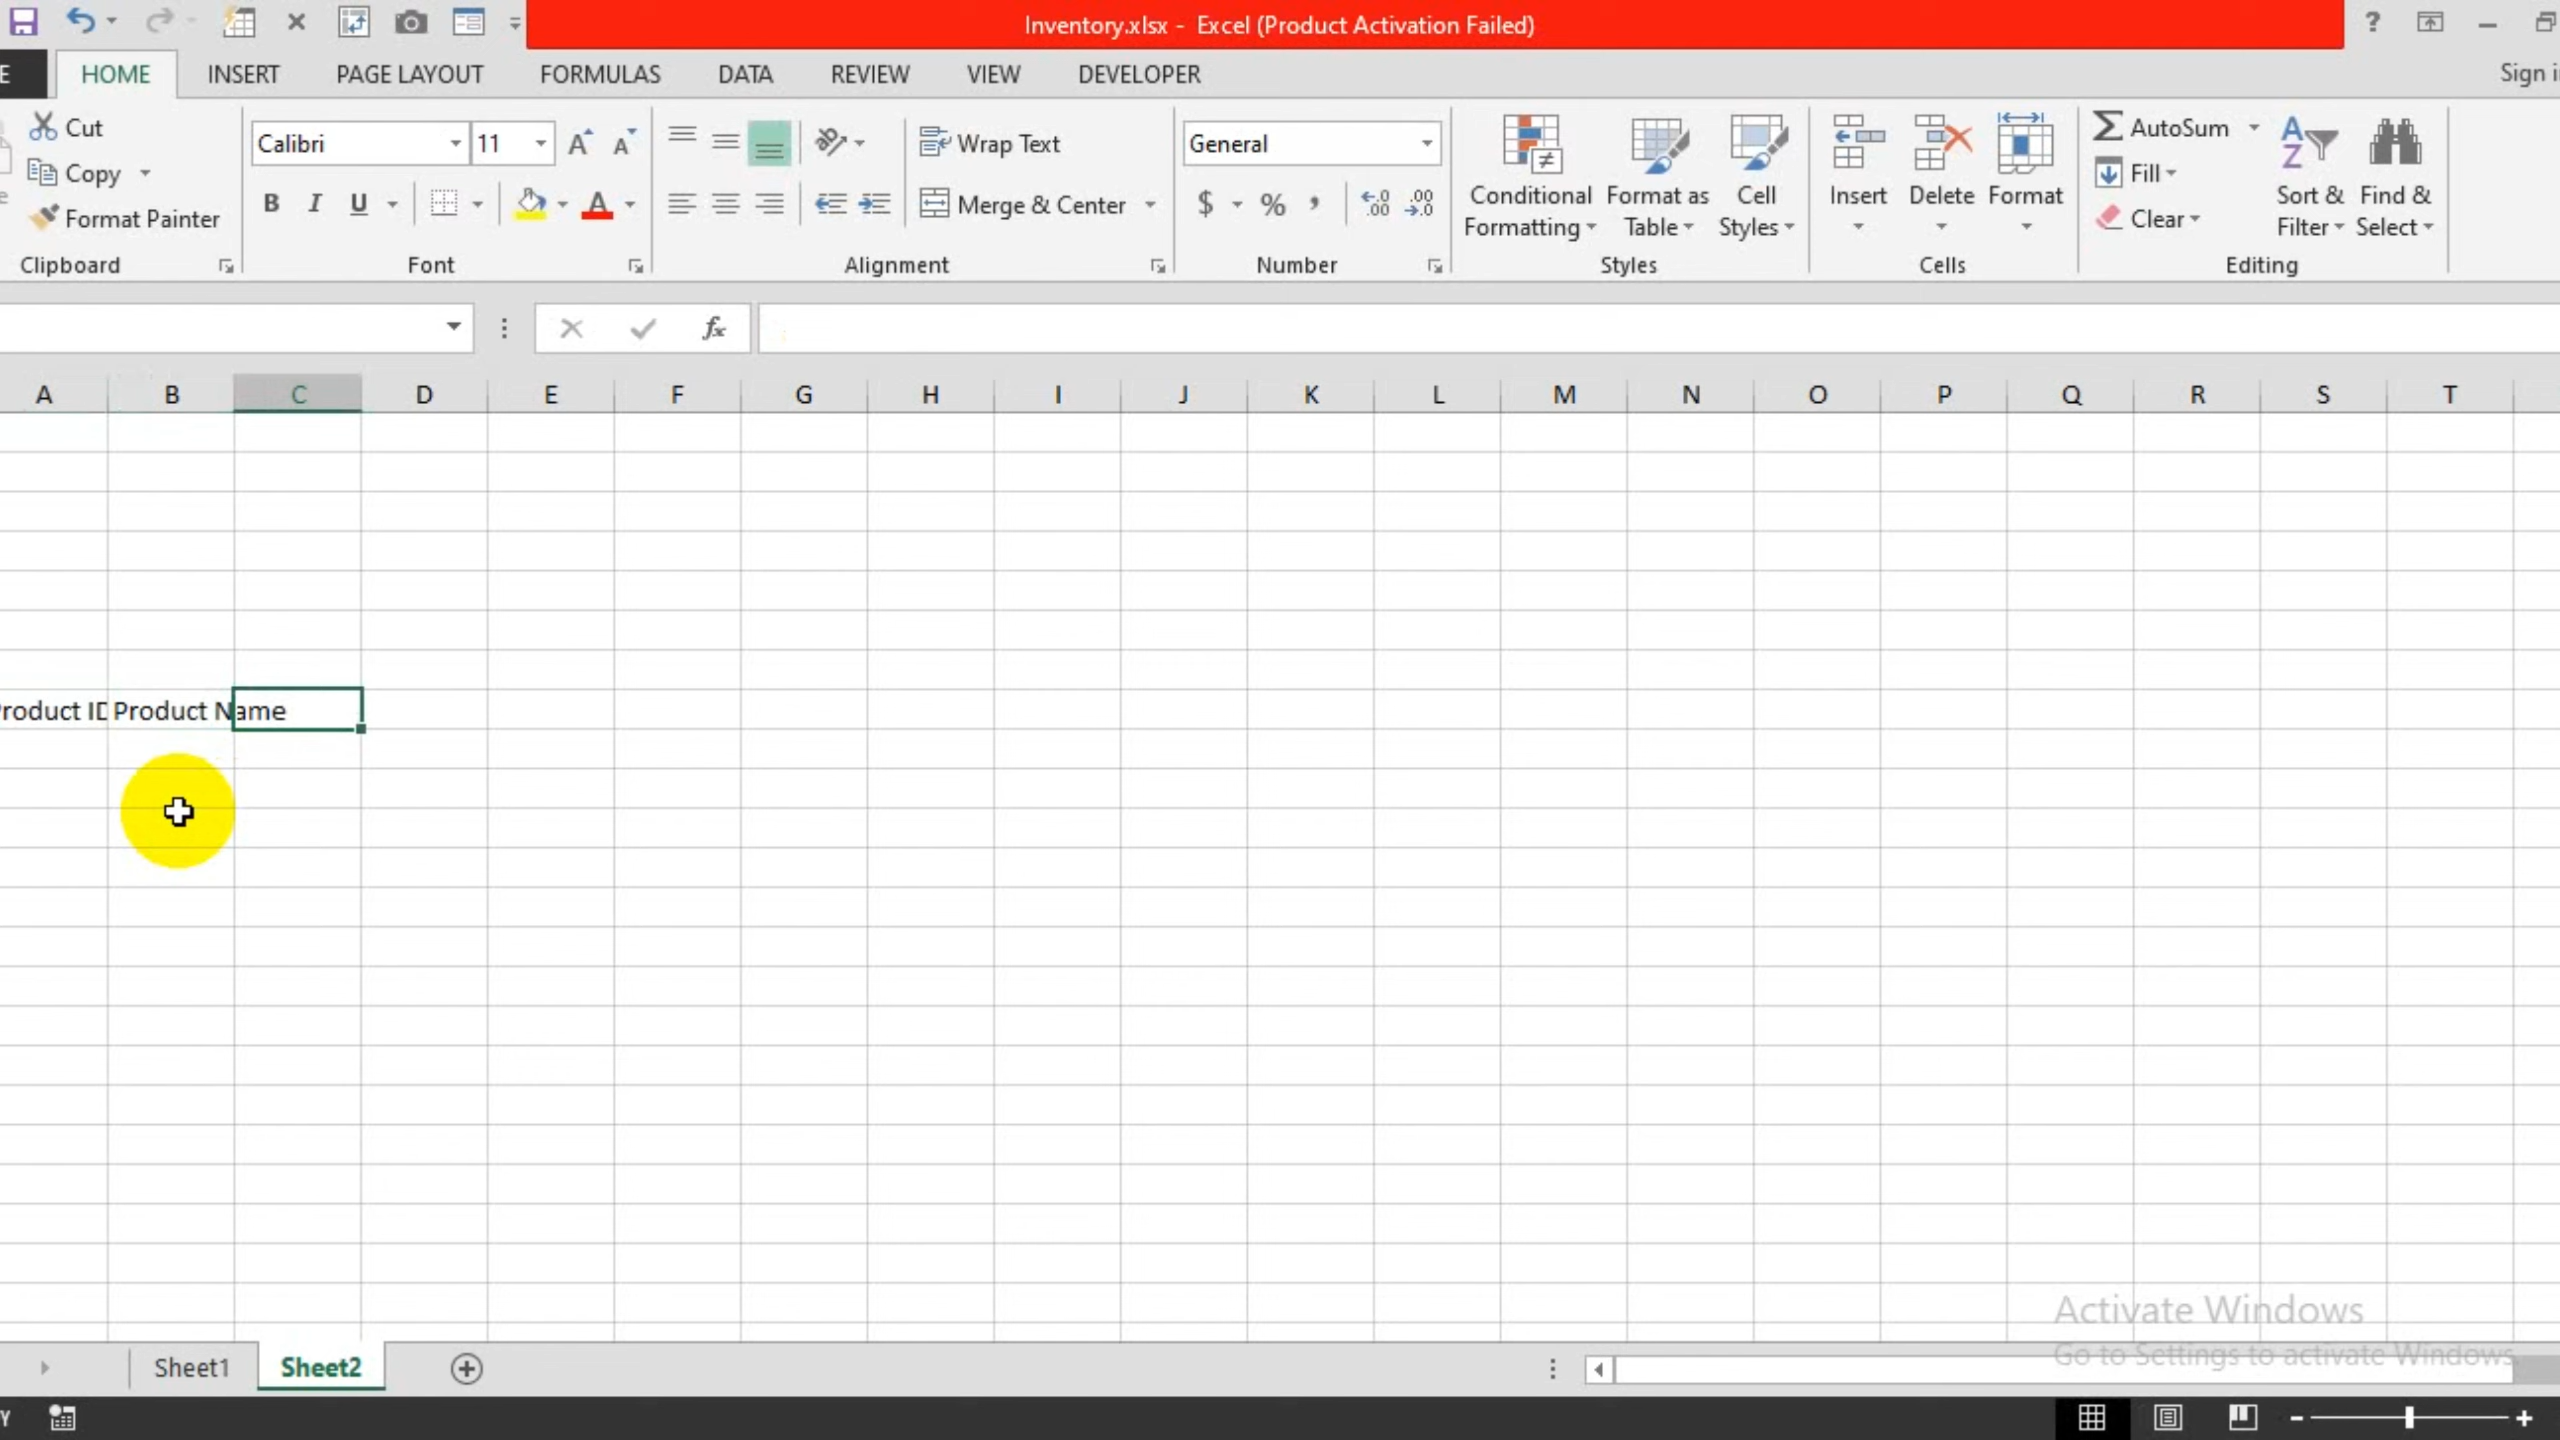 Inventory.xlsx - Excel (Product Activation Failed)
?
E HOME INSERT PAGE LAYOUT FORMULAS DATA REVIEW VIEW DEVELOPER Sign i
Cut
Copy
Format Painter
Clipboard
Calibri 11
B I U
Font
Wrap Text
Merge & Center
Alignment
General
$ % ,
Number
Conditional Formatting
Format as Table
Cell Styles
Styles
Insert
Delete
Format
Cells
AutoSum
Fill
Clear
Sort & Filter
Find & Select
Editing
fx
A B C D E F G H I J K L M N O P Q R S T
roduct ID Product Name
Activate Windows
Go to Settings to activate Windows.
Sheet1 Sheet2
Y